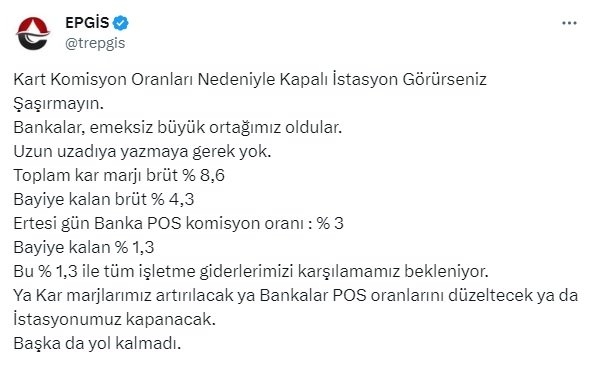 EPGİS
@trepgis
Kart Komisyon Oranları Nedeniyle Kapalı İstasyon Görürseniz
Şaşırmayın.
Bankalar, emeksiz büyük ortağımız oldular.
Uzun uzadıya yazmaya gerek yok.
Toplam kar marjı brüt % 8,6
Bayiye kalan brüt % 4,3
Ertesi gün Banka POS komisyon oranı : % 3
Bayiye kalan % 1,3
Bu % 1,3 ile tüm işletme giderlerimizi karşılamamız bekleniyor.
Ya Kar marjlarımız artırılacak ya Bankalar POS oranlarını düzeltecek ya da
İstasyonumuz kapanacak.
Başka da yol kalmadı.